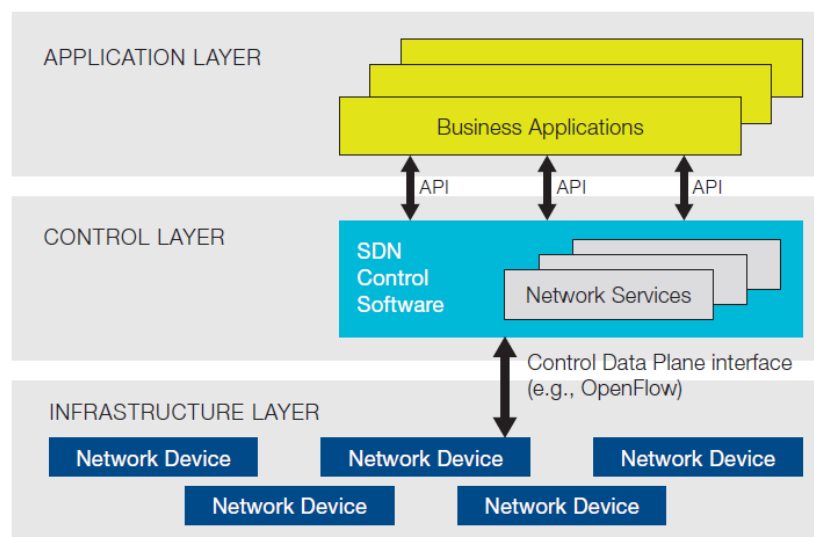 APPLICATION LAYER
Business Applications
API
API
API
CONTROL LAYER
SDN
Control
Software
Network Services
Control Data Plane interface
(e.g., OpenFlow)
INFRASTRUCTURE LAYER
Network Device
Network Device
Network Device
Network Device
Network Device